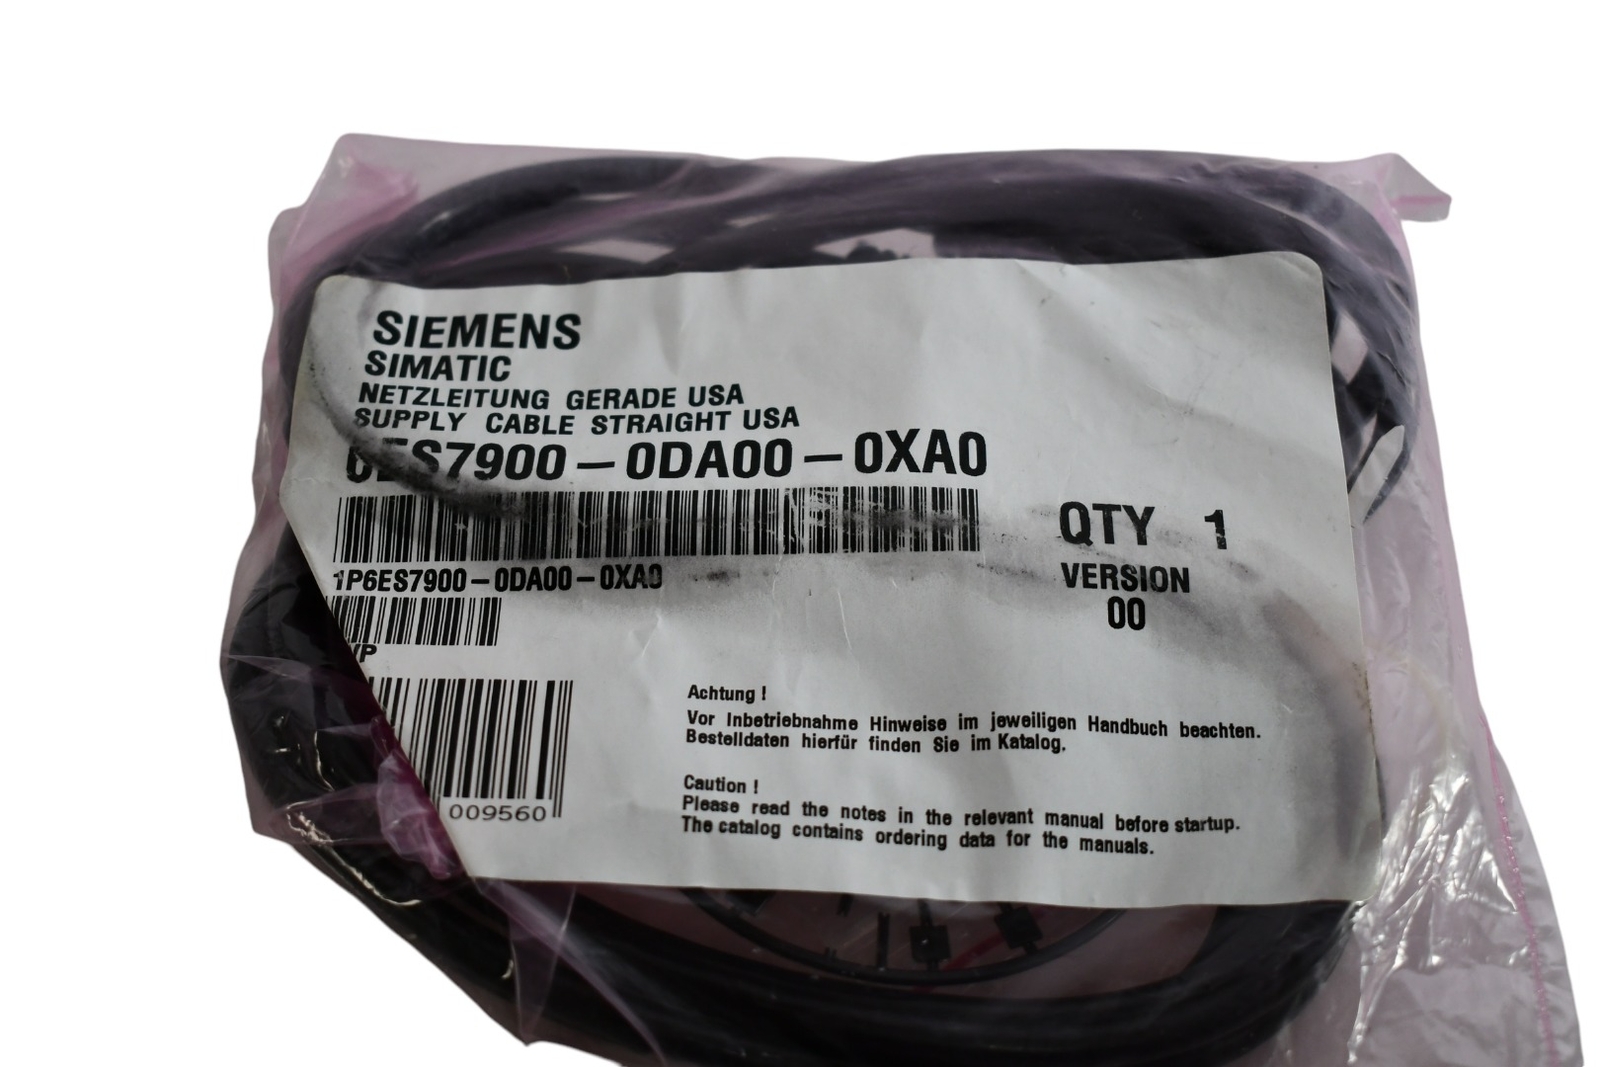 SIEMENS
SIMATIC
NETZLEITUNG GERADE USA
SUPPLY CABLE STRAIGHT USA
6ES7900-0DA00-0XA0
QTY 1
1P6ES7900-0DA00-0XA0
VERSION
00
VP
Achtung !
Vor Inbetriebnahme Hinweise im jeweiligen Handbuch beachten.
Bestelldaten hierfür finden Sie im Katalog.
Caution !
Please read the notes in the relevant manual before startup.
The catalog contains ordering data for the manuals.
009560